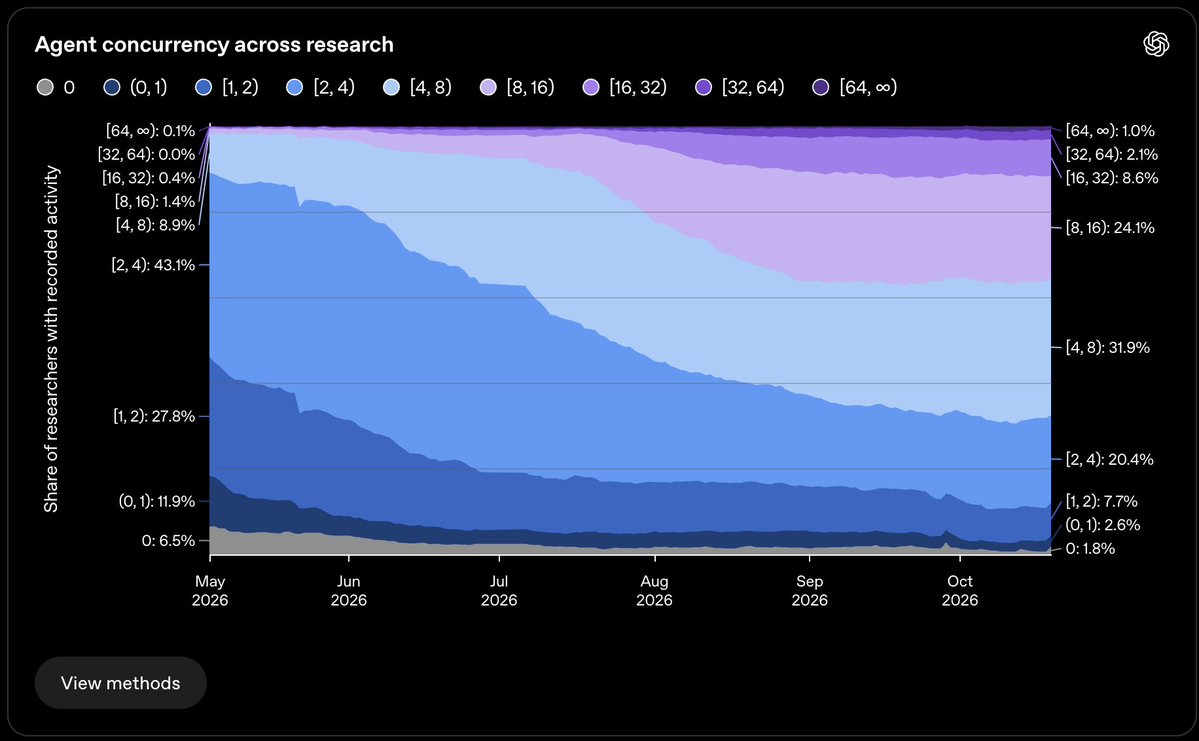 Agent concurrency across research
0 (0, 1) [1, 2) [2, 4) [4, 8) [8, 16) [16, 32) [32, 64) [64, ∞)
Share of researchers with recorded activity
[64, ∞): 0.1%
[32, 64): 0.0%
[16, 32): 0.4%
[8, 16): 1.4%
[4, 8): 8.9%
[2, 4): 43.1%
[1, 2): 27.8%
(0, 1): 11.9%
0: 6.5%
[64, ∞): 1.0%
[32, 64): 2.1%
[16, 32): 8.6%
[8, 16): 24.1%
[4, 8): 31.9%
[2, 4): 20.4%
[1, 2): 7.7%
(0, 1): 2.6%
0: 1.8%
May Jun Jul Aug Sep Oct
2026 2026 2026 2026 2026 2026
View methods